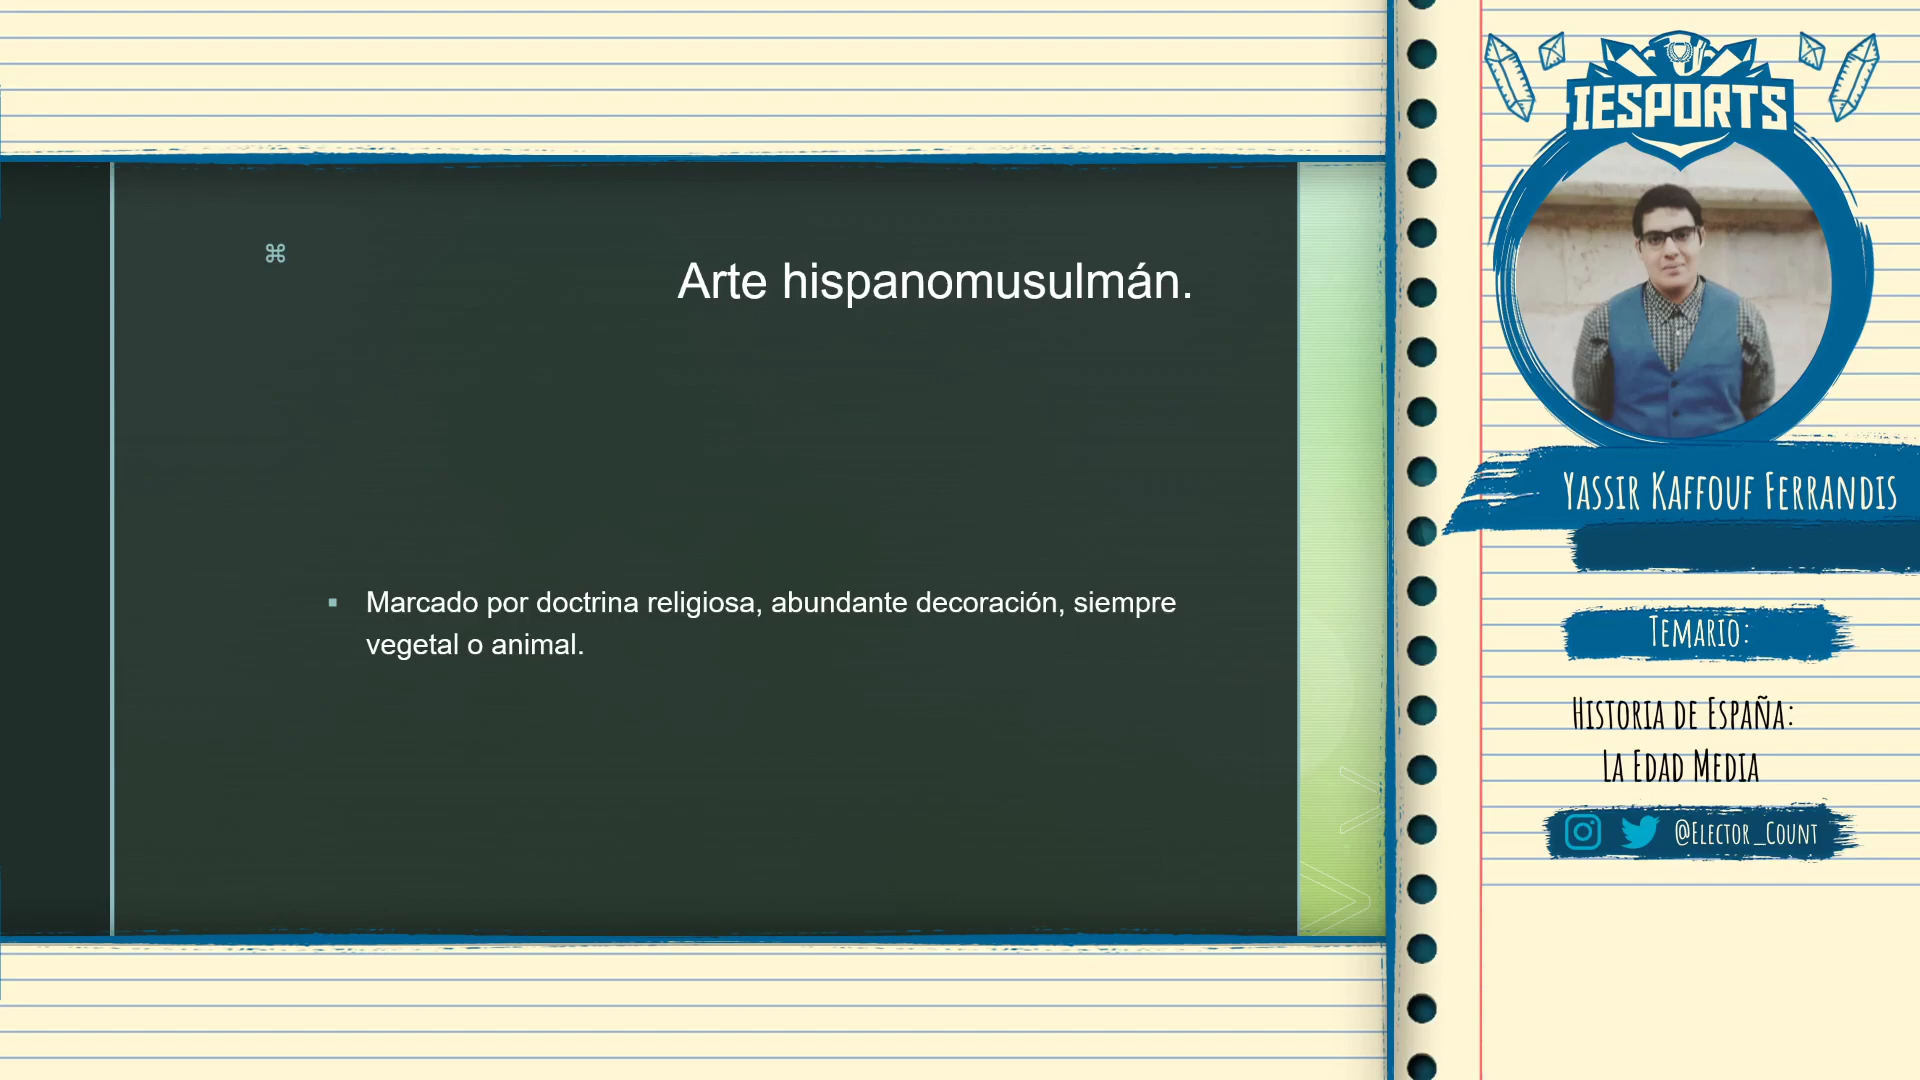 Arte hispanomusulmán.
Marcado por doctrina religiosa, abundante decoración, siempre
vegetal o animal.
IESPORTS
Yassir Kaffouf Ferrandis
Temario:
Historia de España:
La Edad Media
@Elector_Count